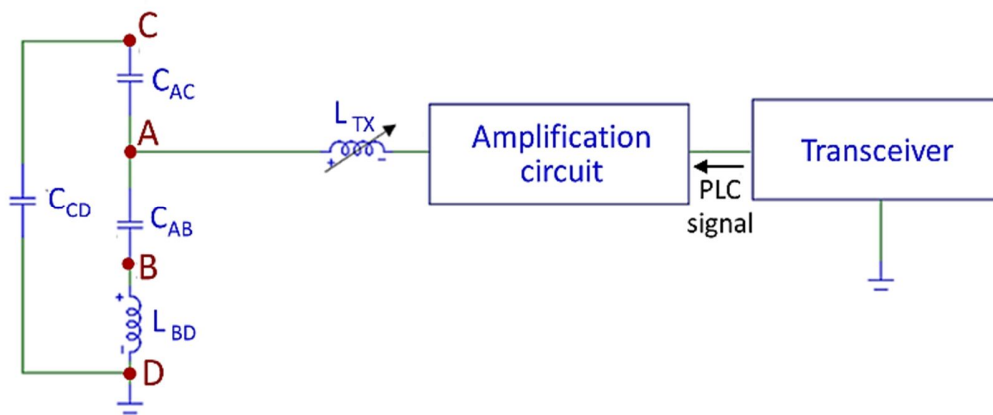 C
C_AC
A
L_TX
+ -
Amplification
circuit
Transceiver
PLC
signal
C_CD
C_AB
B
+
L_BD
-
D